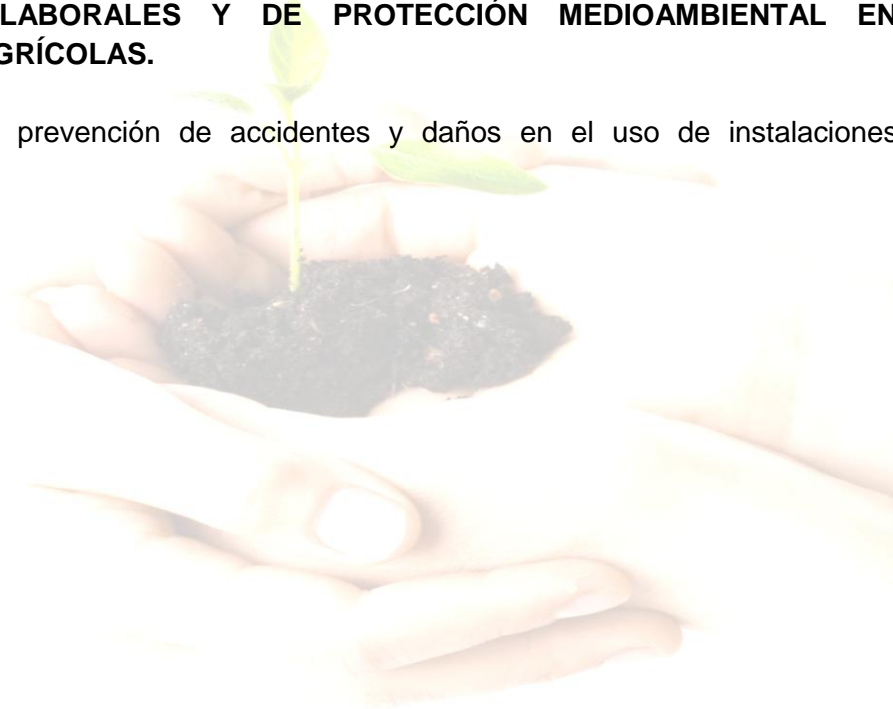 LABORALES Y DE PROTECCIÓN MEDIOAMBIENTAL EN
GRÍCOLAS.
prevención de accidentes y daños en el uso de instalaciones